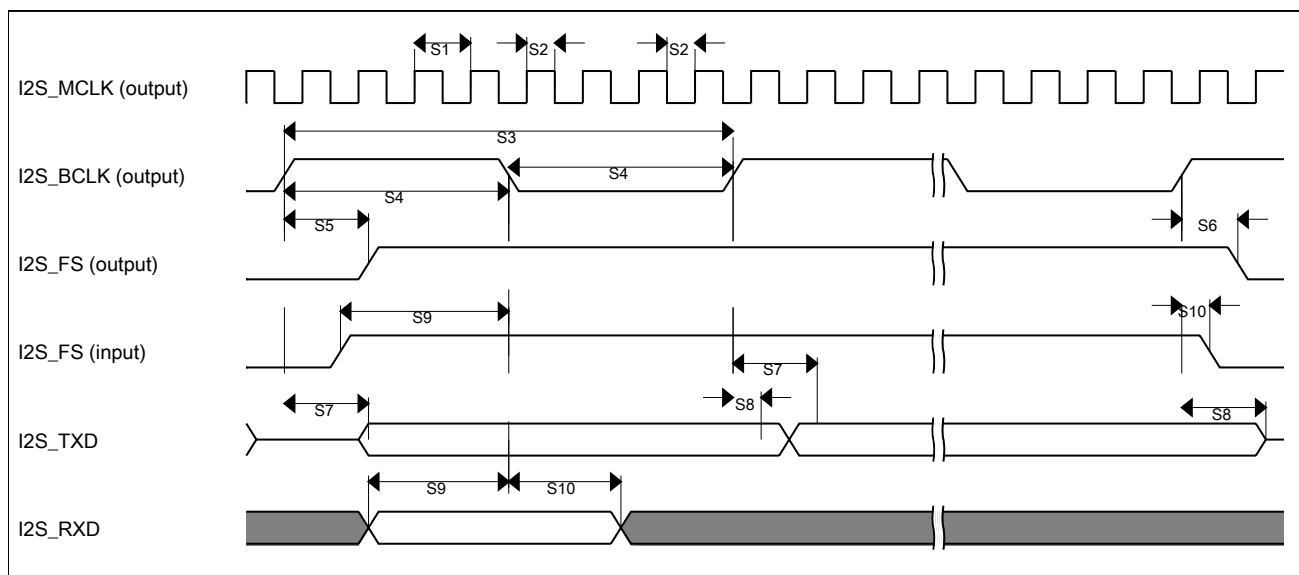 S1
S2
S2
I2S_MCLK (output)
S3
I2S_BCLK (output)
S4
S4
S5
S6
I2S_FS (output)
S9
S10
I2S_FS (input)
S7
S7
S8
S8
I2S_TXD
S9
S10
I2S_RXD